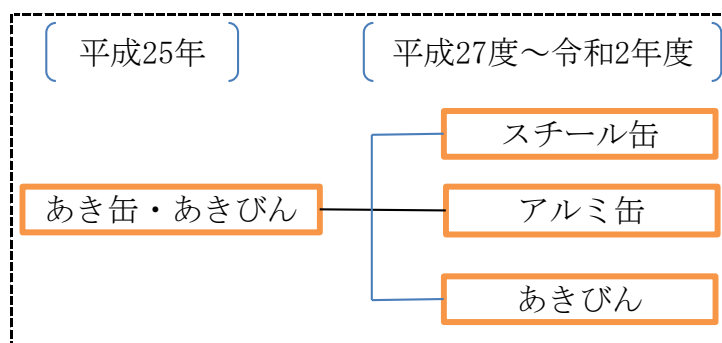 平成25年
平成27度～令和2年度
スチール缶
あき缶・あきびん
アルミ缶
あきびん